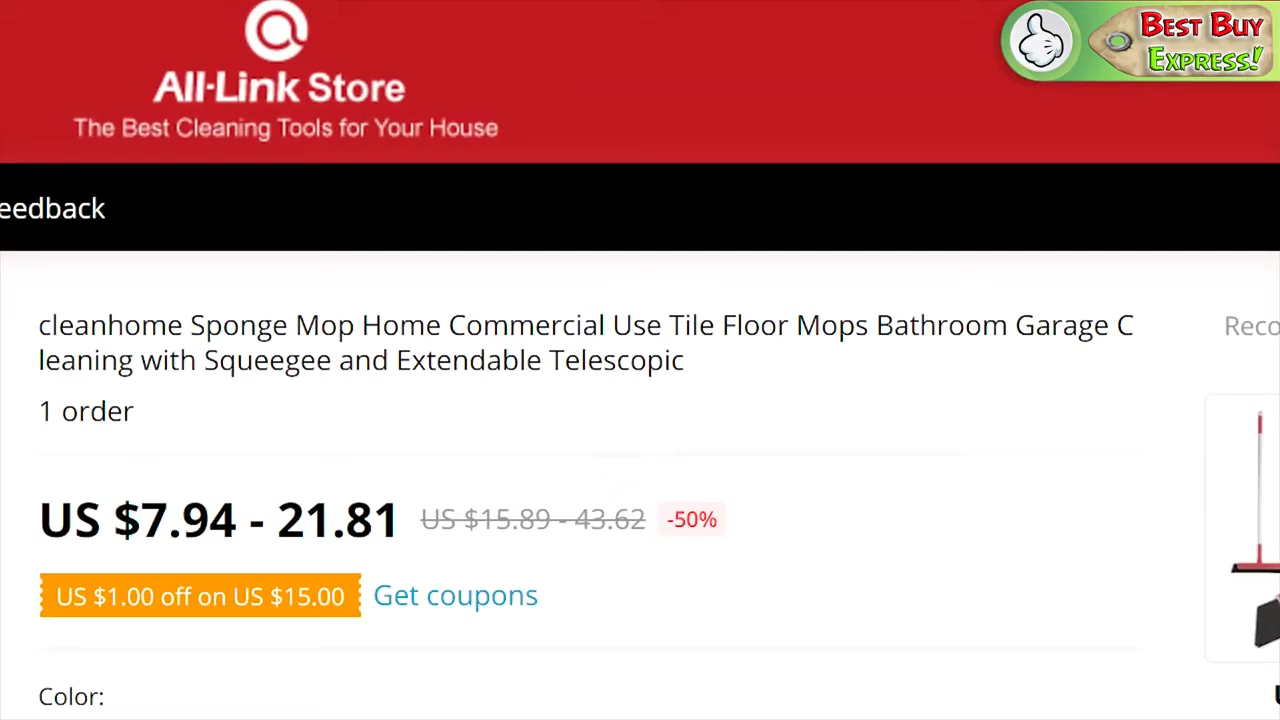 All-Link Store
The Best Cleaning Tools for Your House
BEST BUY
EXPRESS!
eedback
cleanhome Sponge Mop Home Commercial Use Tile Floor Mops Bathroom Garage C
leaning with Squeegee and Extendable Telescopic
1 order
Reco
US $7.94 - 21.81 US $15.89 - 43.62 -50%
US $1.00 off on US $15.00 Get coupons
Color: